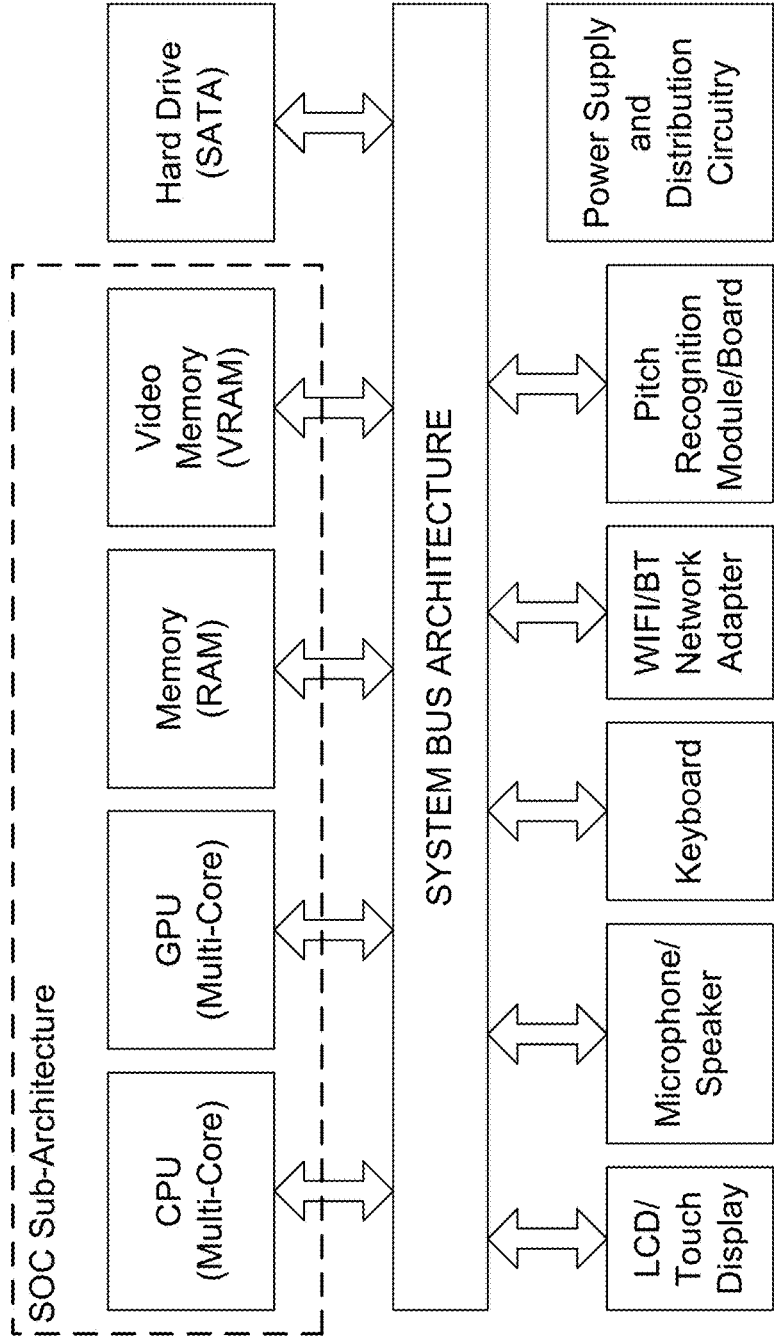 SOC Sub-Architecture
CPU
(Multi-Core)
GPU
(Multi-Core)
Memory
(RAM)
Video
Memory
(VRAM)
Hard Drive
(SATA)
SYSTEM BUS ARCHITECTURE
LCD/
Touch
Display
Microphone/
Speaker
Keyboard
WIFI/BT
Network
Adapter
Pitch
Recognition
Module/Board
Power Supply
and
Distribution
Circuitry